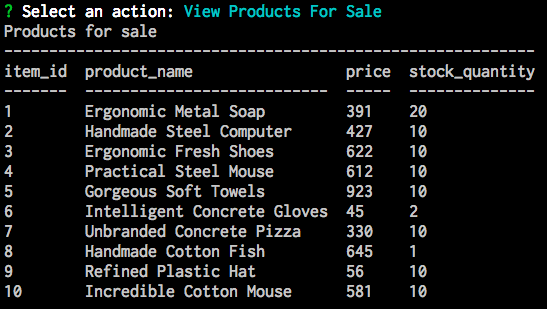 ? Select an action: View Products For Sale
Products for sale
-----------------------------------------------------------
item_id  product_name                 price  stock_quantity
-------  ---------------------------  -----  --------------
1        Ergonomic Metal Soap         391    20
2        Handmade Steel Computer      427    10
3        Ergonomic Fresh Shoes        622    10
4        Practical Steel Mouse        612    10
5        Gorgeous Soft Towels         923    10
6        Intelligent Concrete Gloves  45     2
7        Unbranded Concrete Pizza     330    10
8        Handmade Cotton Fish         645    1
9        Refined Plastic Hat          56     10
10       Incredible Cotton Mouse      581    10